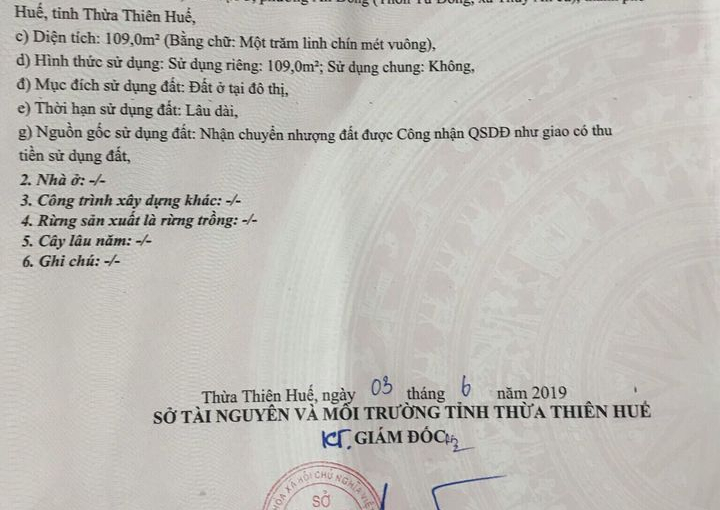 Huế, tỉnh Thừa Thiên Huế,
c) Diện tích: 109,0m² (Bằng chữ: Một trăm linh chín mét vuông),
d) Hình thức sử dụng: Sử dụng riêng: 109,0m²; Sử dụng chung: Không,
đ) Mục đích sử dụng đất: Đất ở tại đô thị,
e) Thời hạn sử dụng đất: Lâu dài,
g) Nguồn gốc sử dụng đất: Nhận chuyển nhượng đất được Công nhận QSDĐ như giao có thu
tiền sử dụng đất,
2. Nhà ở: -/-
3. Công trình xây dựng khác: -/-
4. Rừng sản xuất là rừng trồng: -/-
5. Cây lâu năm: -/-
6. Ghi chú: -/-
Thừa Thiên Huế, ngày 03 tháng 6 năm 2019
SỞ TÀI NGUYÊN VÀ MÔI TRƯỜNG TỈNH THỪA THIÊN HUẾ
KT. GIÁM ĐỐC
XÃ HỘI CHỦ NGHĨA
SỞ